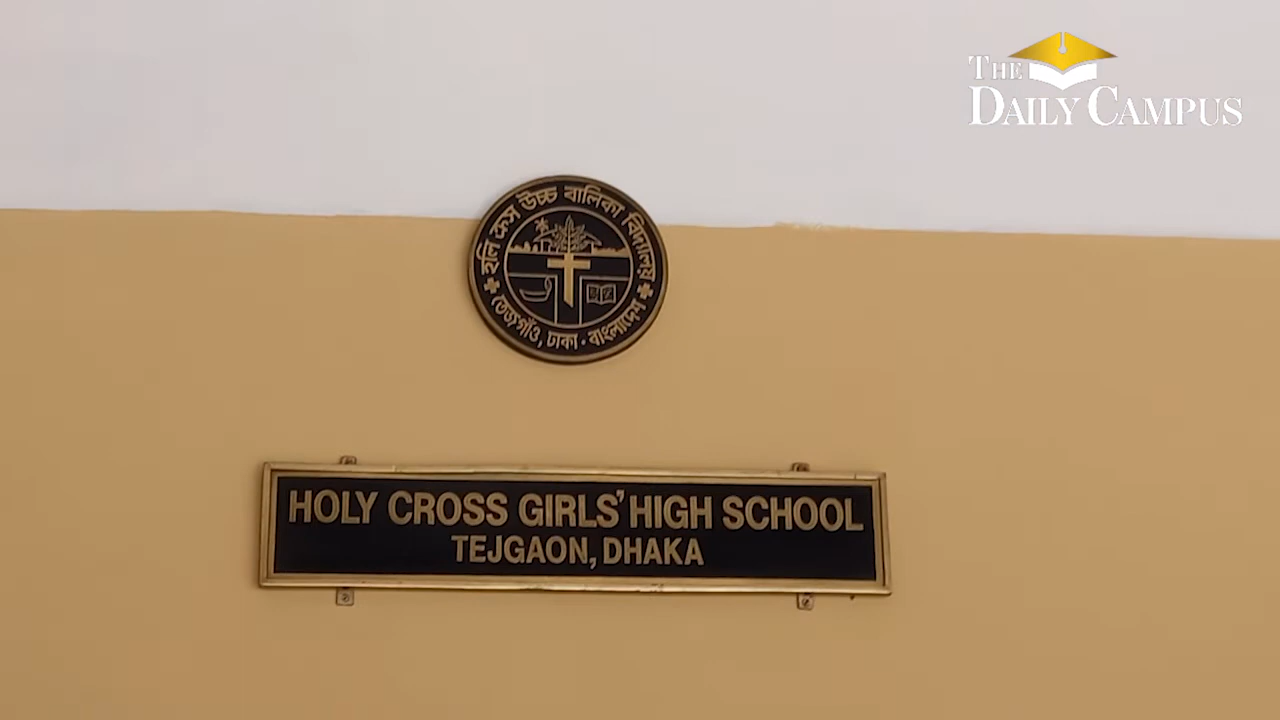 THE
DAILY CAMPUS
হলি ক্রস উচ্চ বালিকা বিদ্যালয়
তেজগাঁও, ঢাকা · বাংলাদেশ
HOLY CROSS GIRLS' HIGH SCHOOL
TEJGAON, DHAKA